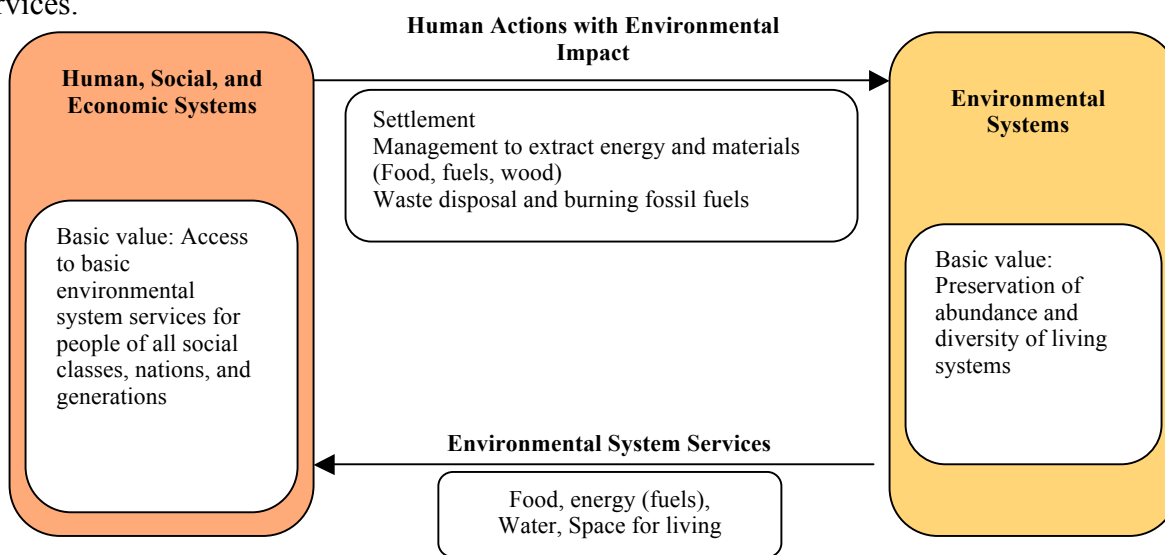 Human Actions with Environmental
Impact
Human, Social, and
Economic Systems
Settlement
Management to extract energy and materials
(Food, fuels, wood)
Waste disposal and burning fossil fuels
Environmental
Systems
Basic value: Access
to basic
environmental
system services for
people of all social
classes, nations, and
generations
Basic value:
Preservation of
abundance and
diversity of living
systems
Environmental System Services
Food, energy (fuels),
Water, Space for living